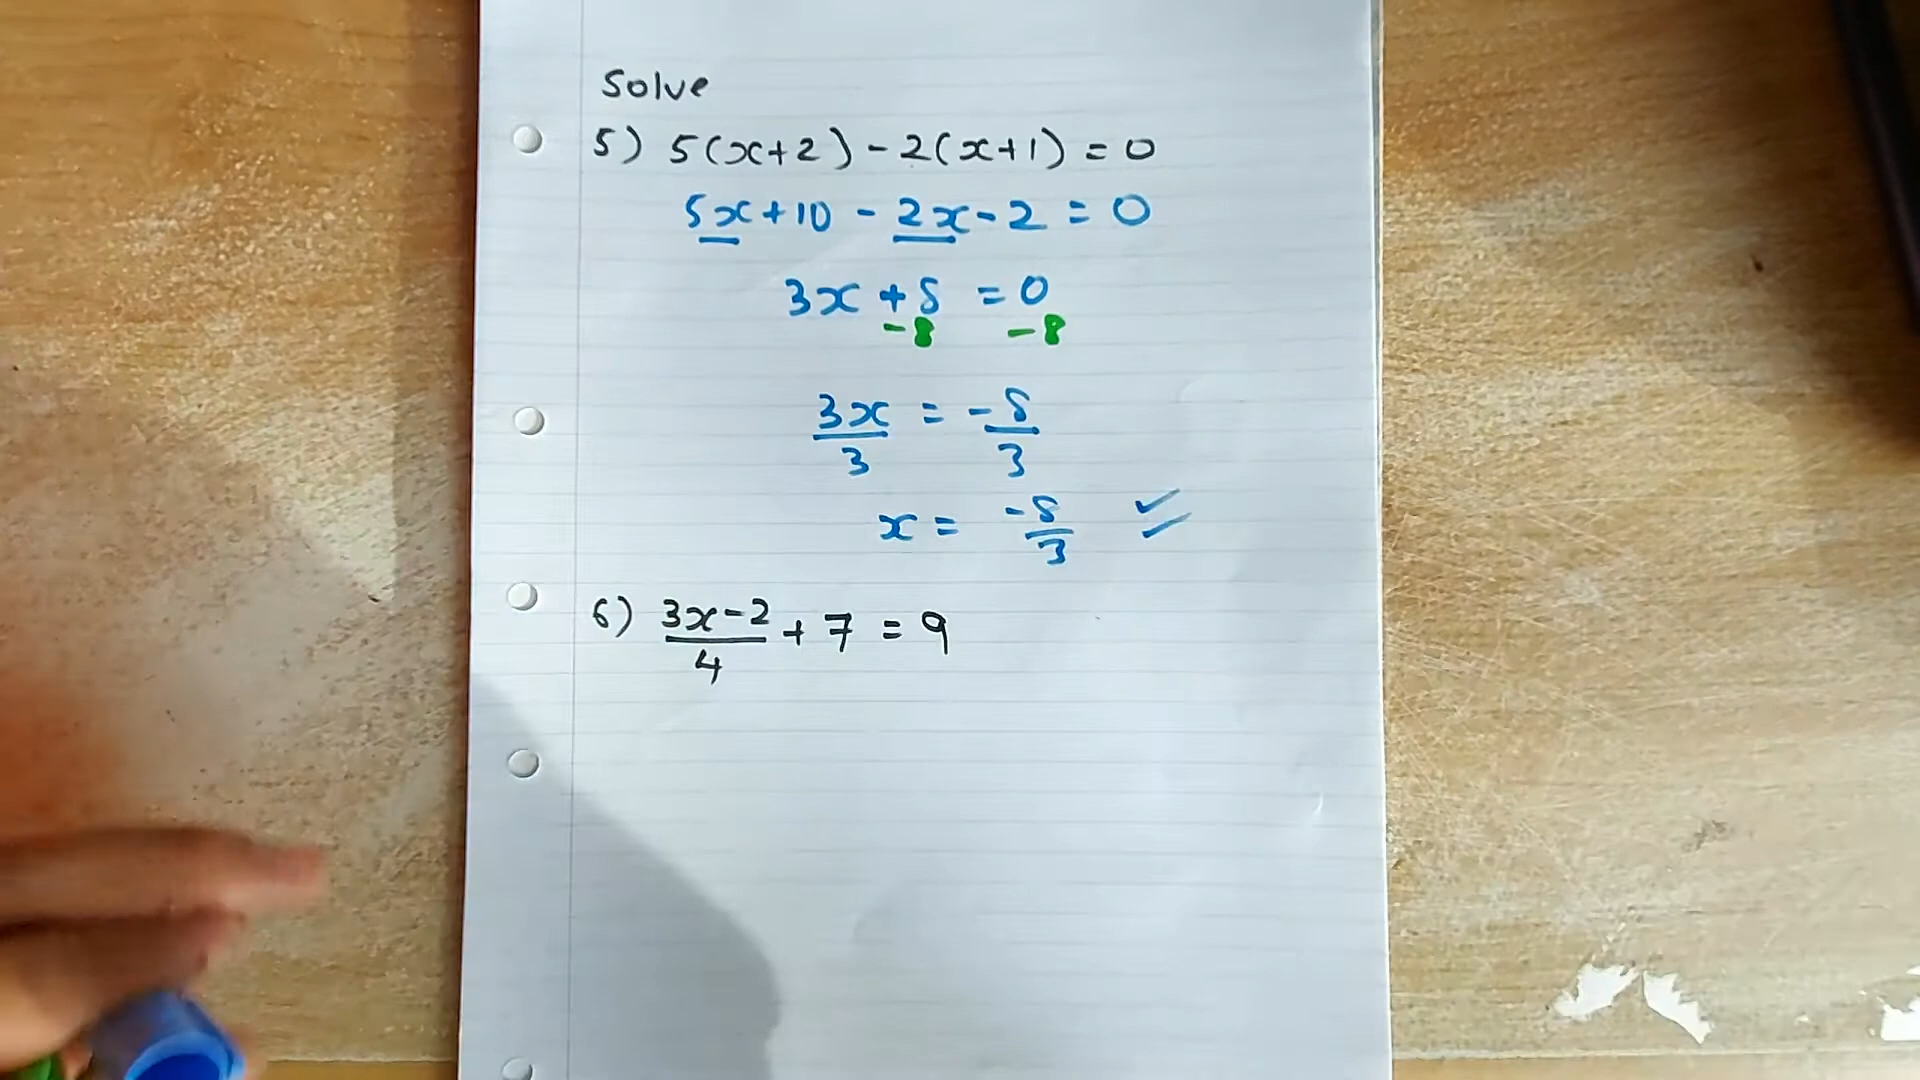 Solve
5) 5(x+2) - 2(x+1) = 0
5x + 10 - 2x - 2 = 0
3x + 8 = 0
-8 -8
3x/3 = -8/3
x = -8/3 ✓
6) (3x-2)/4 + 7 = 9